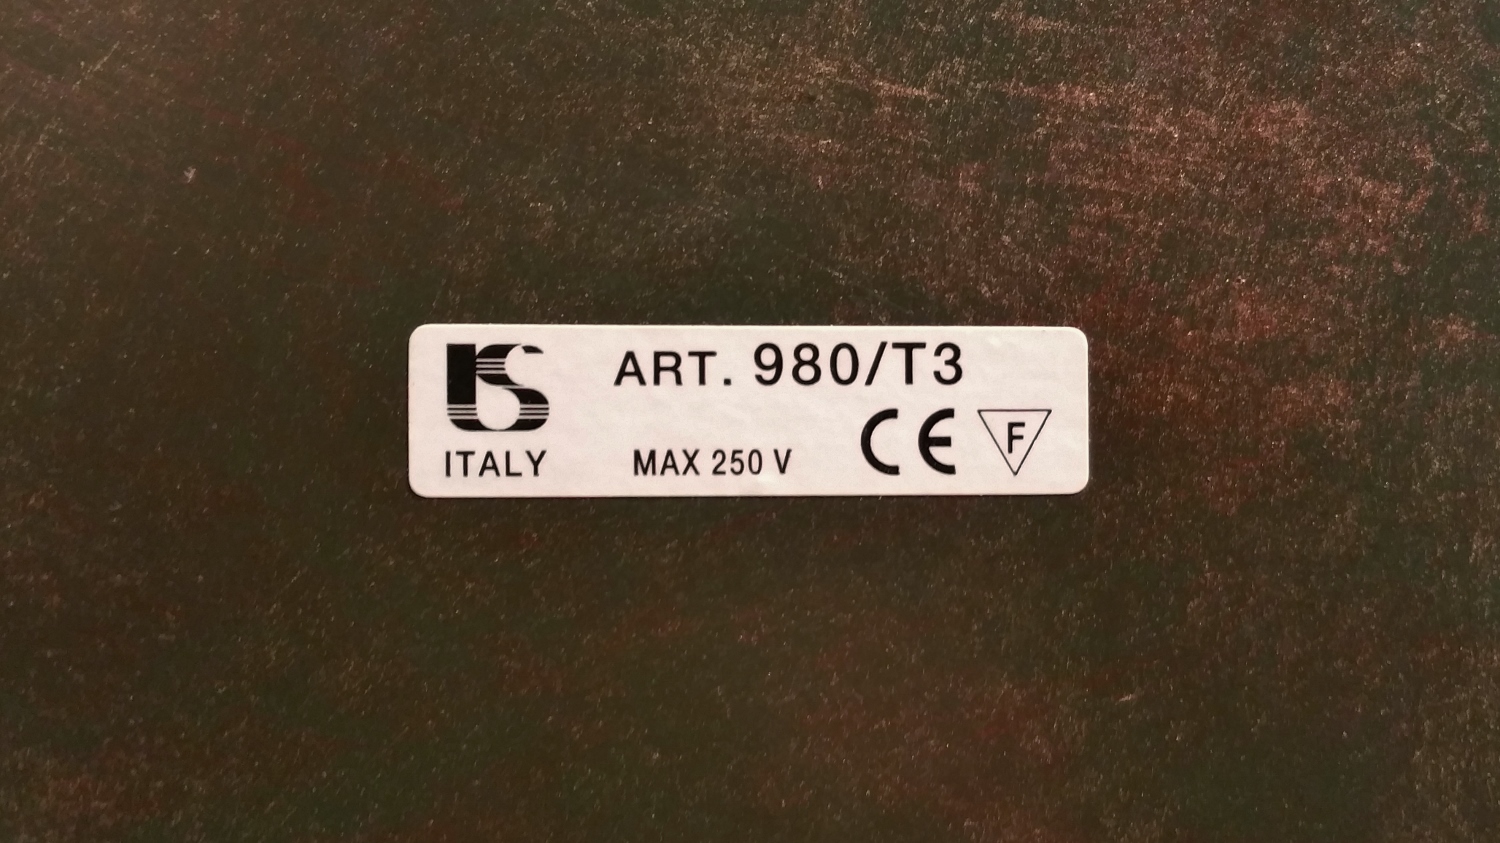 ART. 980/T3
ITALY
MAX 250 V
CE
F